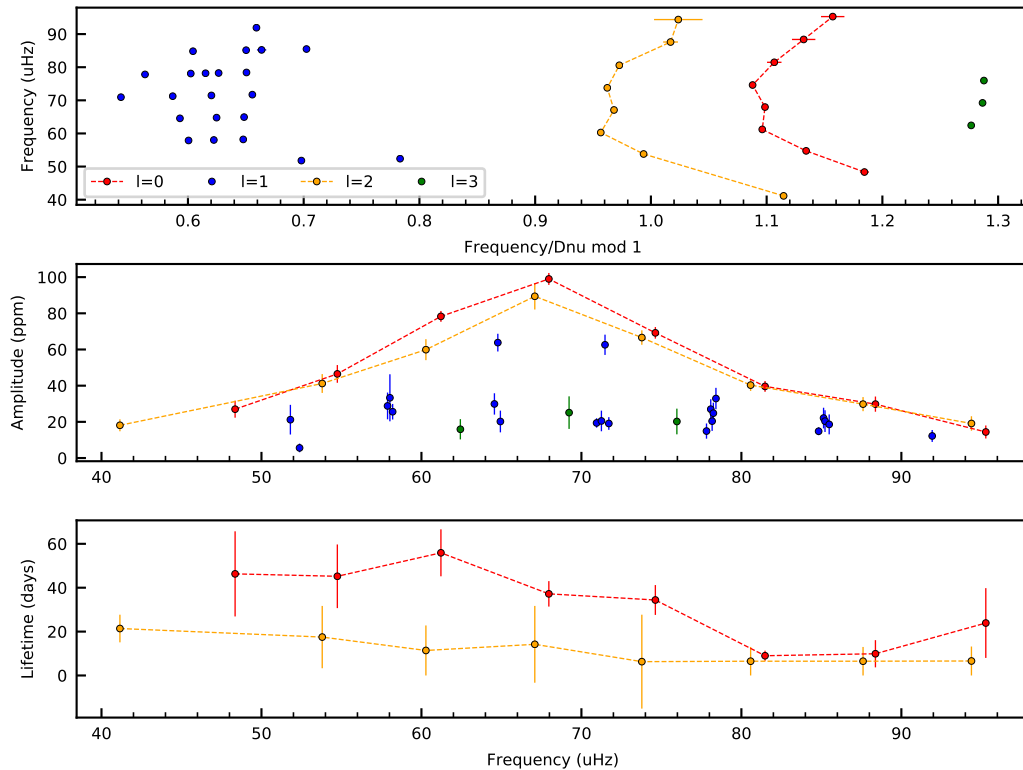 90
80
70
60
50
40
Frequency (uHz)
l=0 l=1 l=2 l=3
0.6 0.7 0.8 0.9 1.0 1.1 1.2 1.3
Frequency/Dnu mod 1
100
80
60
40
20
0
Amplitude (ppm)
40 50 60 70 80 90
60
40
20
0
Lifetime (days)
40 50 60 70 80 90
Frequency (uHz)